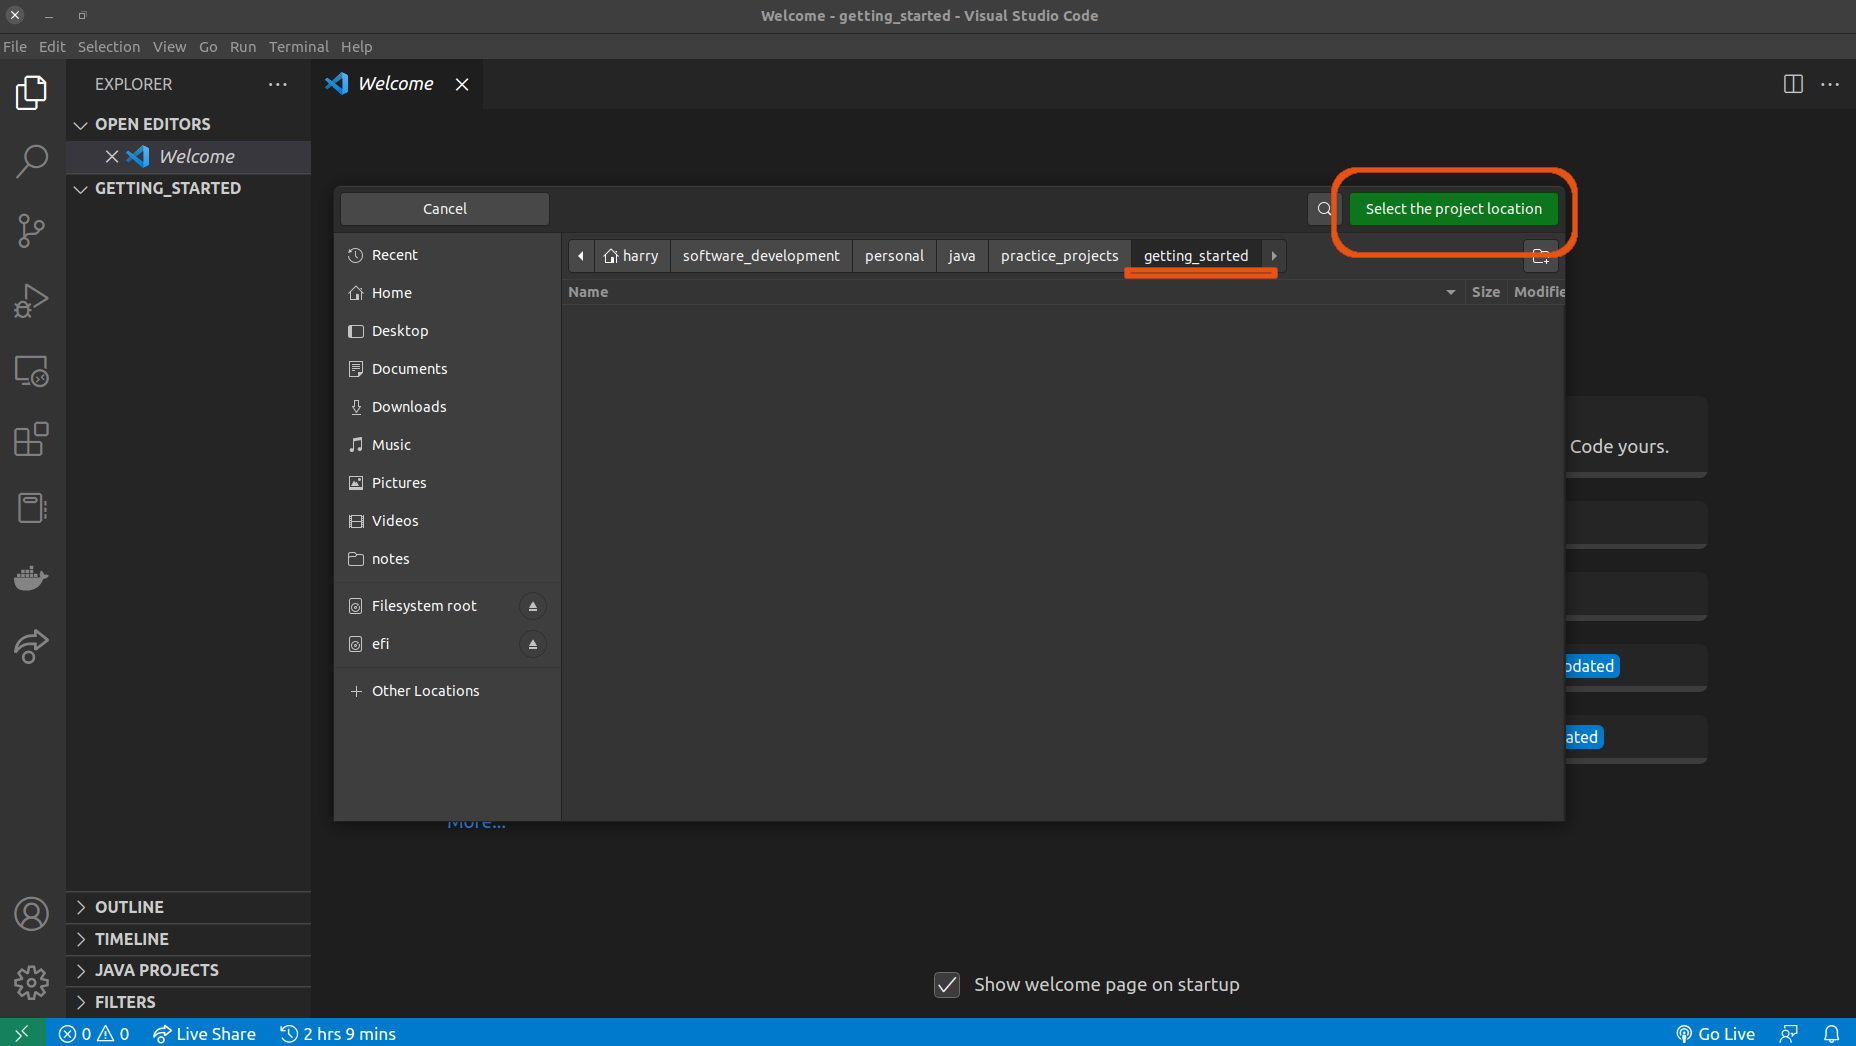 Welcome - getting_started - Visual Studio Code
File Edit Selection View Go Run Terminal Help
EXPLORER
Welcome
OPEN EDITORS
Welcome
GETTING_STARTED
Cancel
Select the project location
harry software_development personal java practice_projects getting_started
Name Size Modifie
Recent
Home
Desktop
Documents
Downloads
Music
Pictures
Videos
notes
Filesystem root
efi
Other Locations
Code yours.
pdated
ated
More...
OUTLINE
TIMELINE
JAVA PROJECTS
FILTERS
Show welcome page on startup
0 0 Live Share 2 hrs 9 mins Go Live